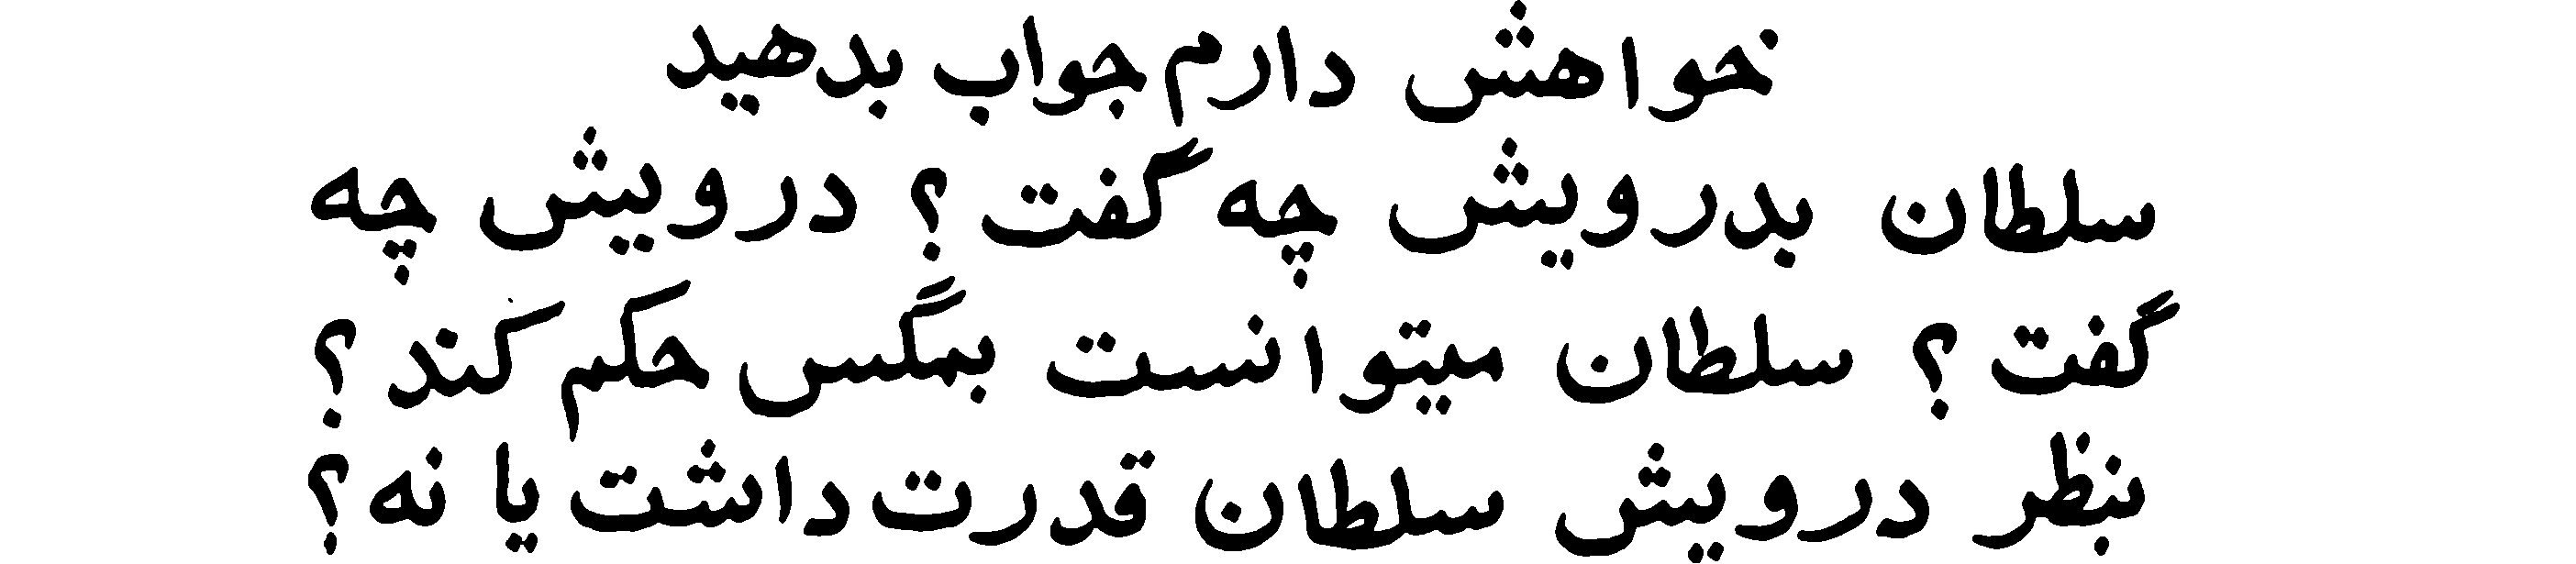 خواهش دارم جواب بدهید
سلطان بدرویش چه گفت؟ درویش چه
گفت؟ سلطان میتوانست بمگس حکم کند؟
بنظر درویش سلطان قدرت داشت یا نه؟